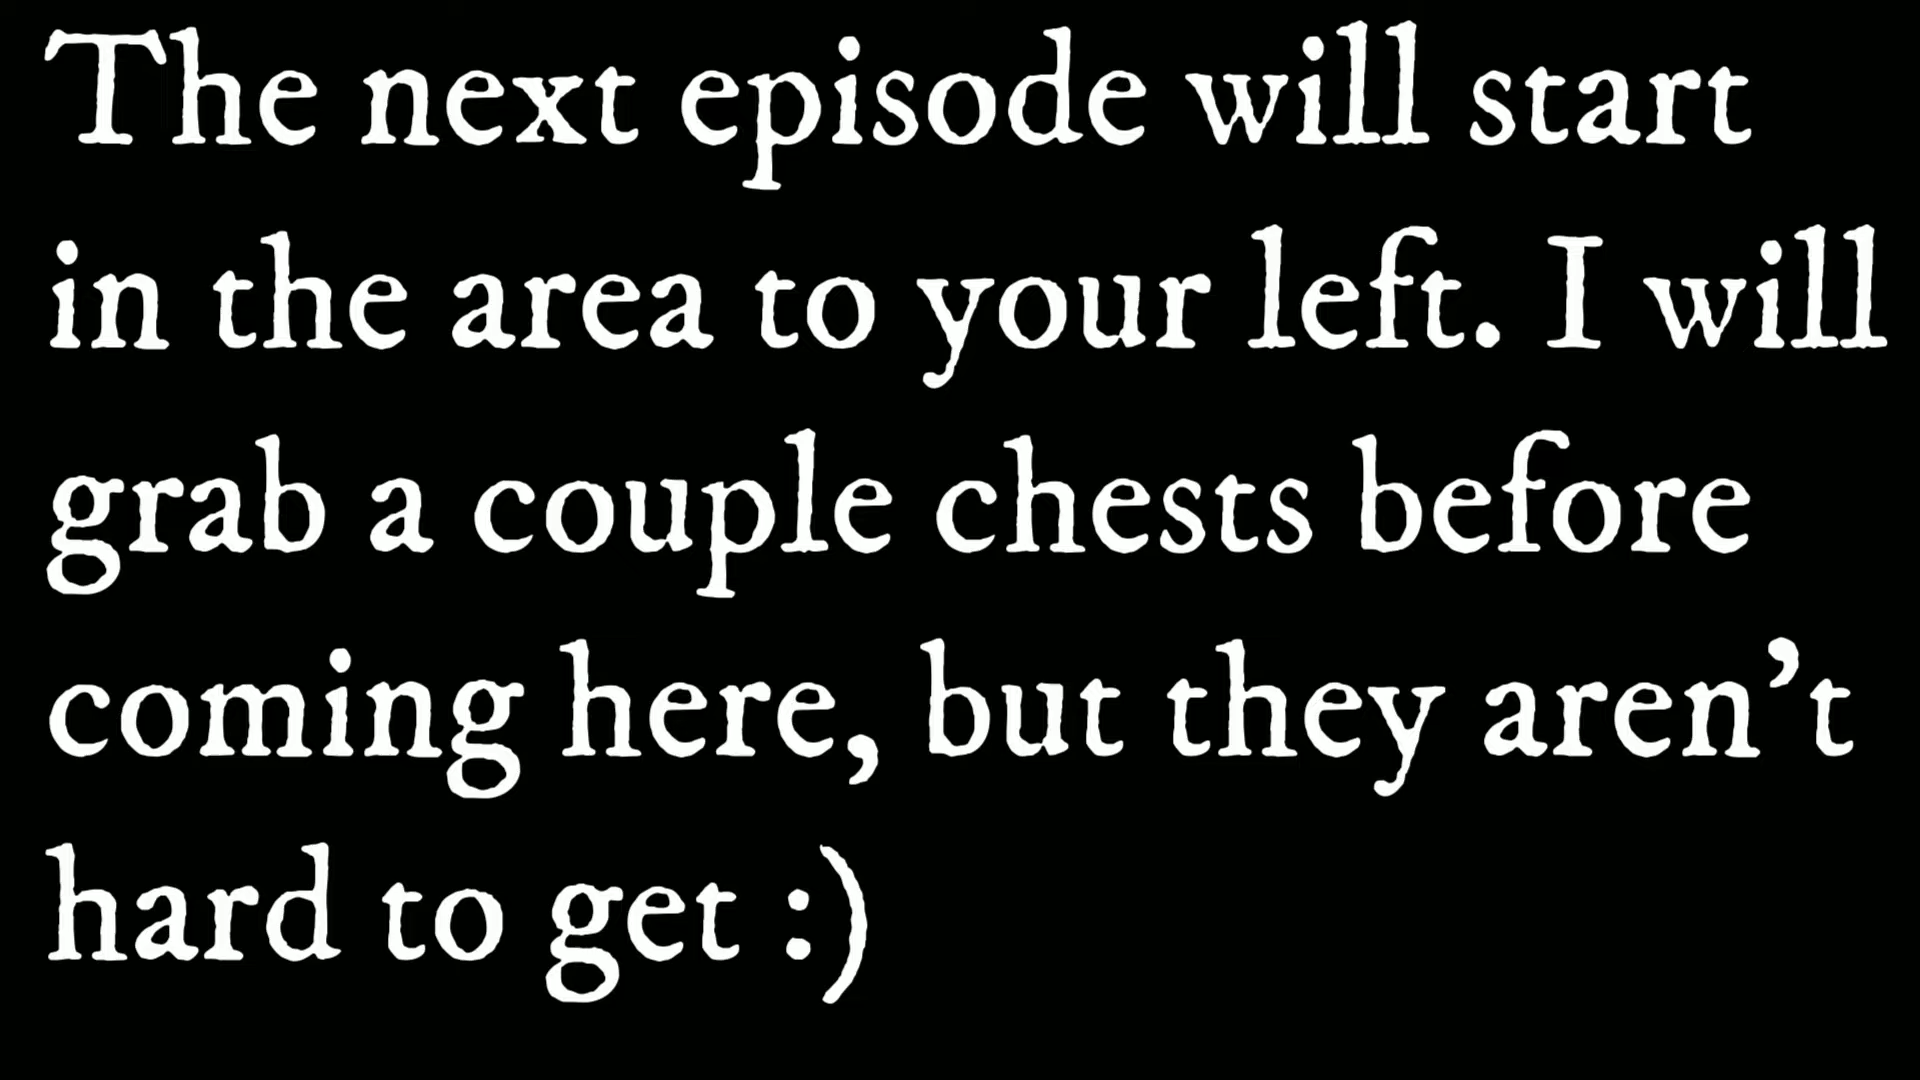 The next episode will start
in the area to your left. I will
grab a couple chests before
coming here, but they aren’t
hard to get :)